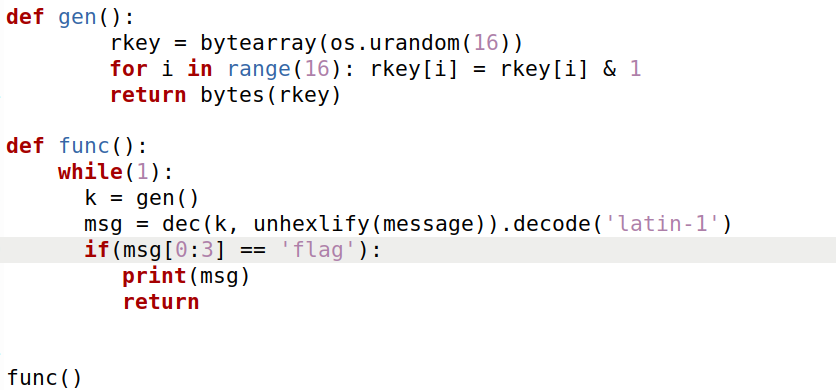 def gen():
        rkey = bytearray(os.urandom(16))
        for i in range(16): rkey[i] = rkey[i] & 1
        return bytes(rkey)

def func():
    while(1):
      k = gen()
      msg = dec(k, unhexlify(message)).decode('latin-1')
      if(msg[0:3] == 'flag'):
         print(msg)
         return

func()